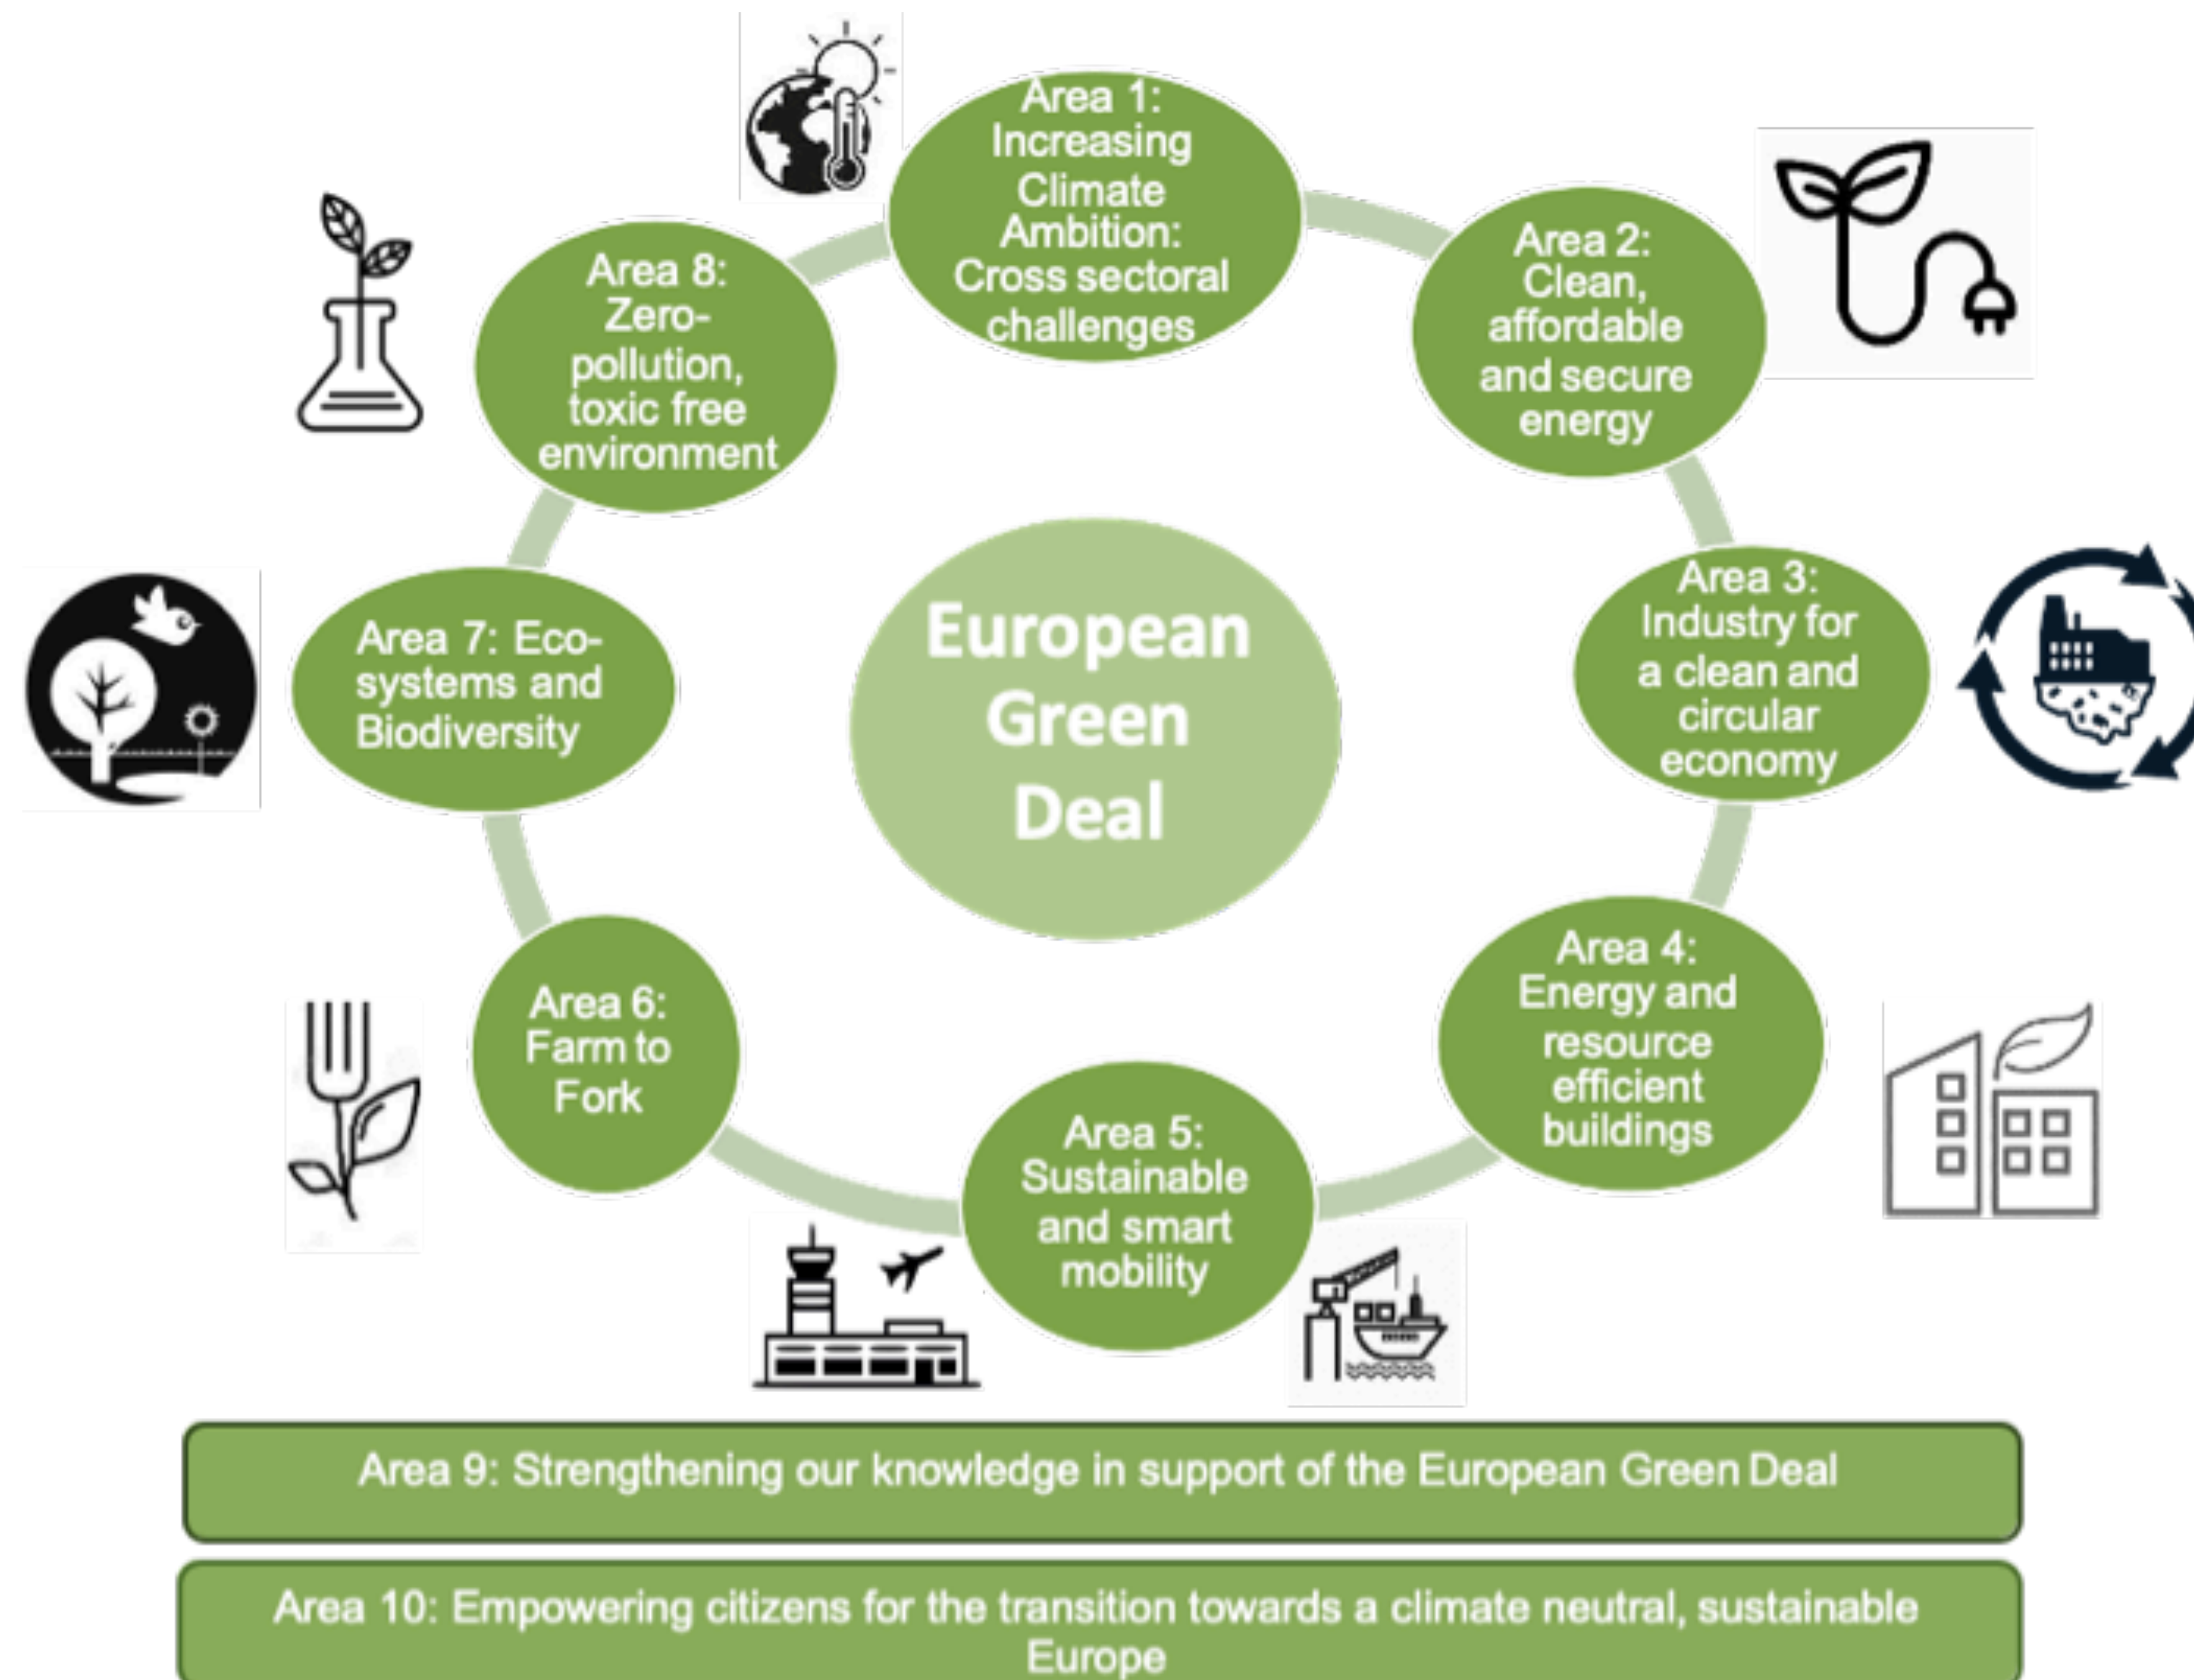 Area 1:
Increasing
Climate
Ambition:
Cross sectoral
challenges
Area 2:
Clean,
affordable
and secure
energy
Area 3:
Industry for
a clean and
circular
economy
Area 4:
Energy and
resource
efficient
buildings
Area 5:
Sustainable
and smart
mobility
Area 6:
Farm to
Fork
Area 7: Eco-
systems and
Biodiversity
Area 8:
Zero-
pollution,
toxic free
environment
European
Green
Deal
Area 9: Strengthening our knowledge in support of the European Green Deal
Area 10: Empowering citizens for the transition towards a climate neutral, sustainable
Europe